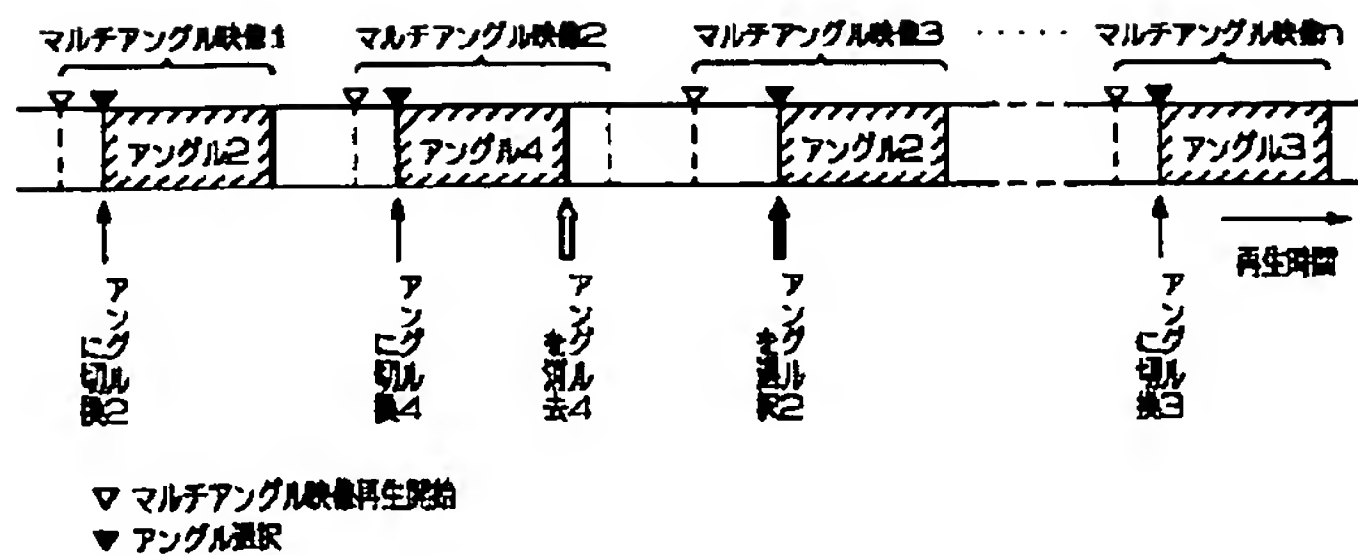 マルチアングル映像1
マルチアングル映像2
マルチアングル映像3
・・・・・
マルチアングル映像n
アングル2
アングル4
アングル2
アングル3
再生時間
アングル2
に切換
アングル4
に切換
アングル4
を消去
アングル2
を選択
アングル3
に切換
▽ マルチアングル映像再生開始
▼ アングル選択